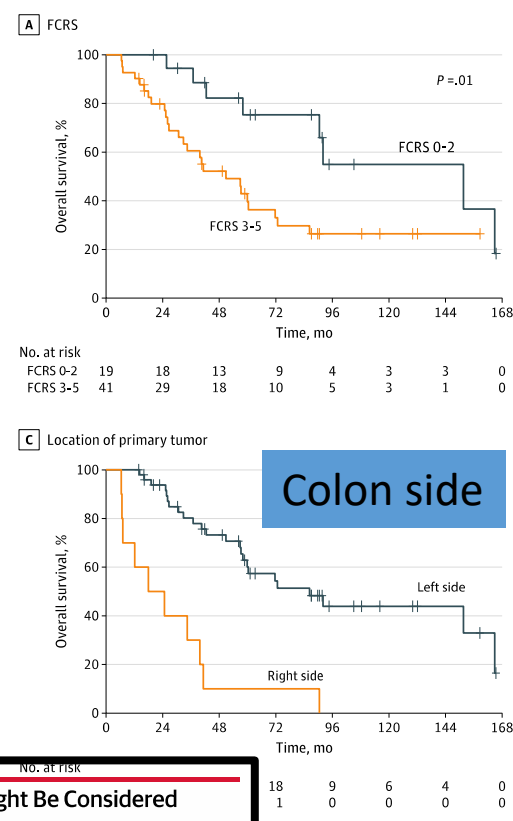 A FCRS
100
80
60
40
20
0
Overall survival, %
P =.01
FCRS 0-2
FCRS 3-5
0 24 48 72 96 120 144 168
Time, mo
No. at risk
FCRS 0-2 19 18 13 9 4 3 3 0
FCRS 3-5 41 29 18 10 5 3 1 0
C Location of primary tumor
Colon side
100
80
60
40
20
0
Overall survival, %
Left side
Right side
0 24 48 72 96 120 144 168
Time, mo
No. at risk
ght Be Considered
18 9 6 4 0
1 0 0 0 0